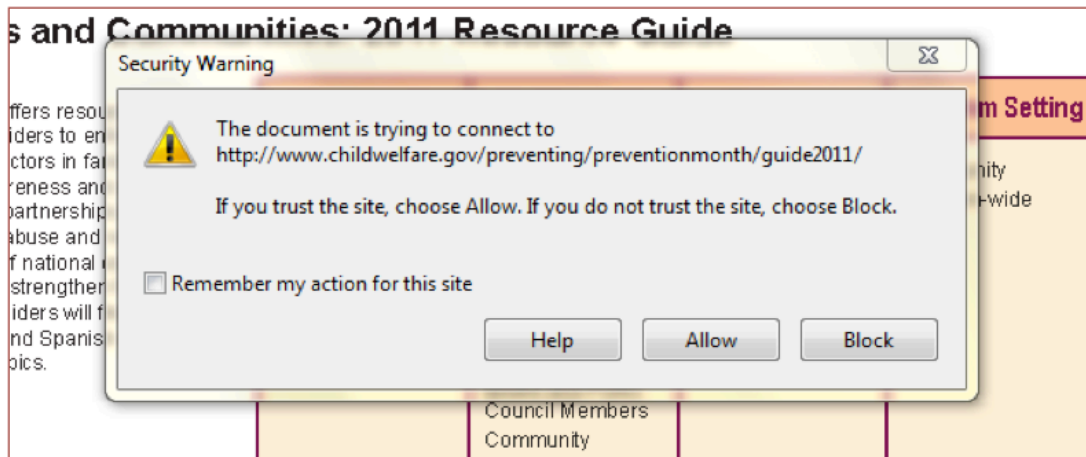 s and Communities: 2011 Resource Guide
Security Warning
ffers resou
iders to en
ctors in fam
reness and
partnership
abuse and
f national
strengthen
iders will f
nd Spanis
pics.
The document is trying to connect to
http://www.childwelfare.gov/preventing/preventionmonth/guide2011/
If you trust the site, choose Allow. If you do not trust the site, choose Block.
Remember my action for this site
Help
Allow
Block
m Setting
nity
-wide
Council Members
Community